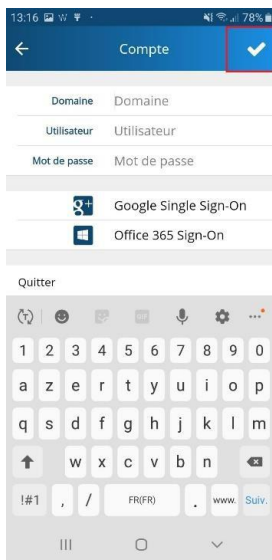 13:16 W 78%
Compte
Domaine Domaine
Utilisateur Utilisateur
Mot de passe Mot de passe
g+ Google Single Sign-On
Office 365 Sign-On
Quitter
T GIF
1 2 3 4 5 6 7 8 9 0
a z e r t y u i o p
q s d f g h j k l m
w x c v b n
!#1 , / FR(FR) . www. Suiv.